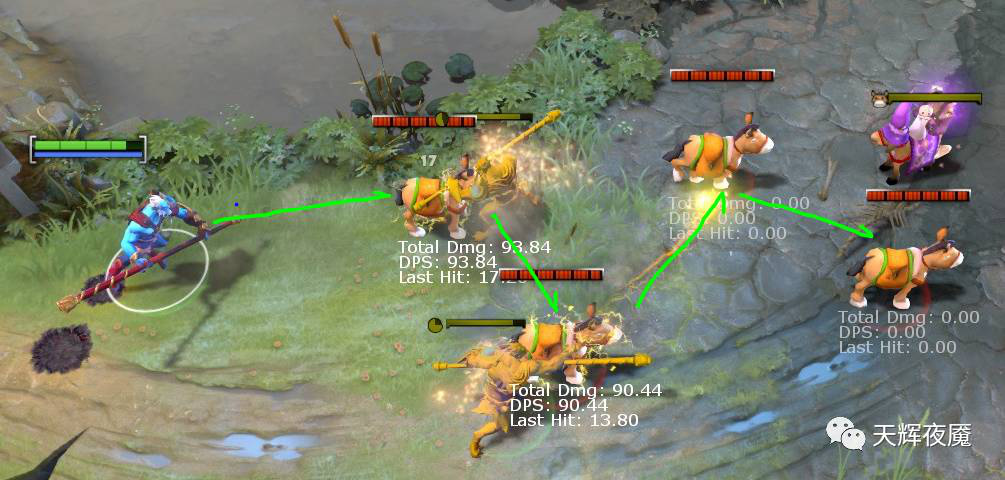 17
Total Dmg: 93.84
DPS: 93.84
Total Dmg: 0.00
DPS: 0.00
Last Hit: 0.00
Total Dmg: 0.00
DPS: 0.00
Last Hit: 0.00
Total Dmg: 90.44
DPS: 90.44
Last Hit: 13.80
天辉夜魇